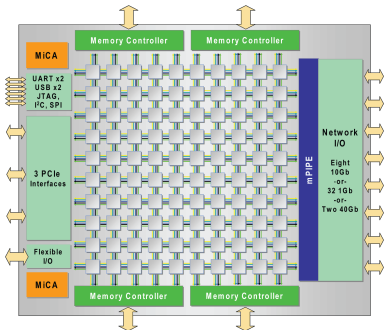 Memory Controller
Memory Controller
MiCA
UART x2
USB x2
JTAG,
I²C, SPI
3 PCIe
Interfaces
Flexible
I/O
MiCA
mPIPE
Network
I/O
Eight
10Gb
-or-
32 1Gb
-or-
Two 40Gb
Memory Controller
Memory Controller